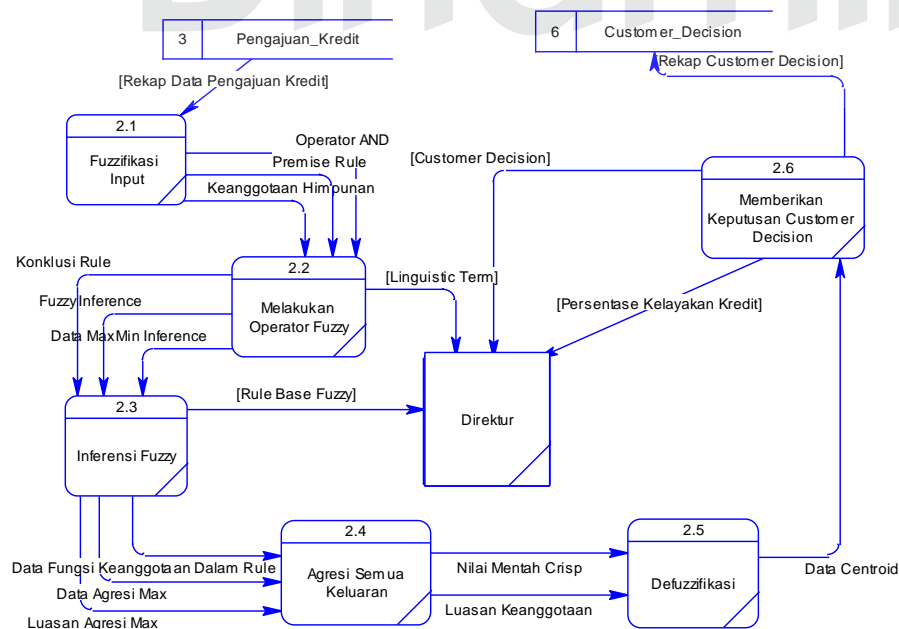 3 Pengajuan_Kredit
6 Customer_Decision
[Rekap Data Pengajuan Kredit]
[Rekap Customer Decision]
2.1
Fuzzifikasi
Input
Operator AND
Premise Rule
Keanggotaan Himpunan
[Customer Decision]
2.6
Memberikan
Keputusan Customer
Decision
Konklusi Rule
Fuzzy Inference
Data MaxMin Inference
2.2
Melakukan
Operator Fuzzy
[Linguistic Term]
[Persentase Kelayakan Kredit]
2.3
Inferensi Fuzzy
[Rule Base Fuzzy]
Direktur
Data Fungsi Keanggotaan Dalam Rule
Data Agresi Max
Luasan Agresi Max
2.4
Agresi Semua
Keluaran
Nilai Mentah Crisp
Luasan Keanggotaan
2.5
Defuzzifikasi
Data Centroid